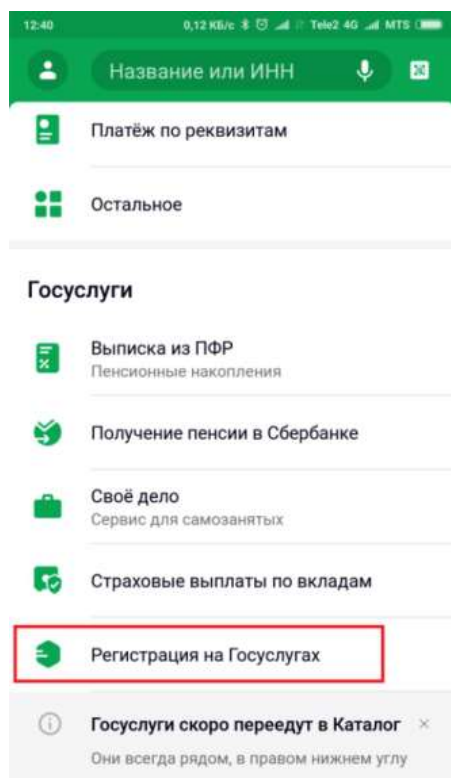 12:40 0,12 КБ/с Tele2 4G MTS
Название или ИНН
Платёж по реквизитам
Остальное
Госуслуги
Выписка из ПФР
Пенсионные накопления
Получение пенсии в Сбербанке
Своё дело
Сервис для самозанятых
Страховые выплаты по вкладам
Регистрация на Госуслугах
Госуслуги скоро переедут в Каталог
Они всегда рядом, в правом нижнем углу